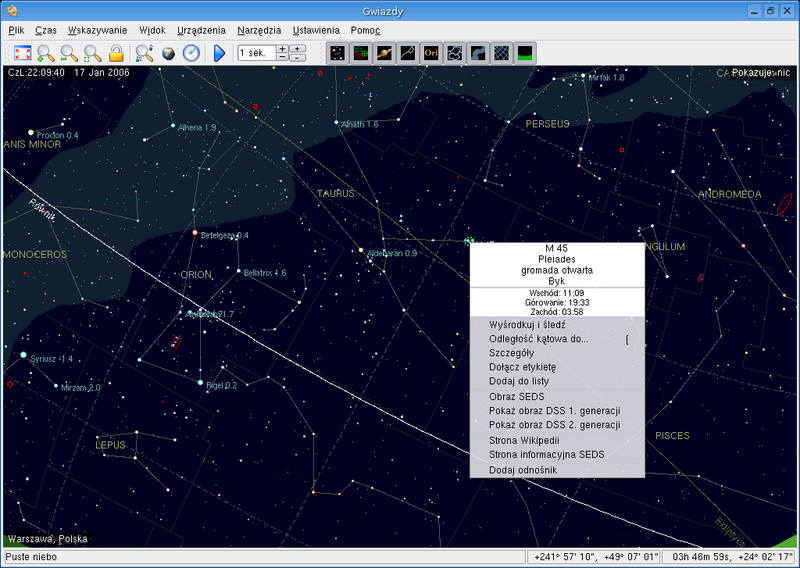 Gwiazdy
Plik Czas Wskazywanie Widok Urządzenia Narzędzia Ustawienia Pomoc
1 sek.
Ori
CzL:22:09:40 17 Jan 2006
Pokazuje: nic
Mirfak 1.8
Procjon 0.4
ANIS MINOR
Alhena 1.9
Alnath 1.6
PERSEUS
TAURUS
ANDROMEDA
Równik
Betelgeza 0.4
MONOCEROS
ORION
Bellatrix 1.6
Aldebaran 0.9
NGULUM
M 45
Plejades
gromada otwarta
Byk
Wschód: 11:09
Górowanie: 19:33
Zachód: 03:58
Wyśrodkuj i śledź
Odległość kątowa do... [
Szczegóły
Dołącz etykietę
Dodaj do listy
Obraz SEDS
Pokaż obraz DSS 1. generacji
Pokaż obraz DSS 2. generacji
Strona Wikipedii
Strona informacyjna SEDS
Dodaj odnośnik
Syriusz -1.4
Mirzam 2.0
Rigel 0.2
LEPUS
PISCES
Ekliptyka
Warszawa, Polska
Puste niebo
+241° 57' 10", +49° 07' 01"
03h 46m 59s, +24° 02' 17"